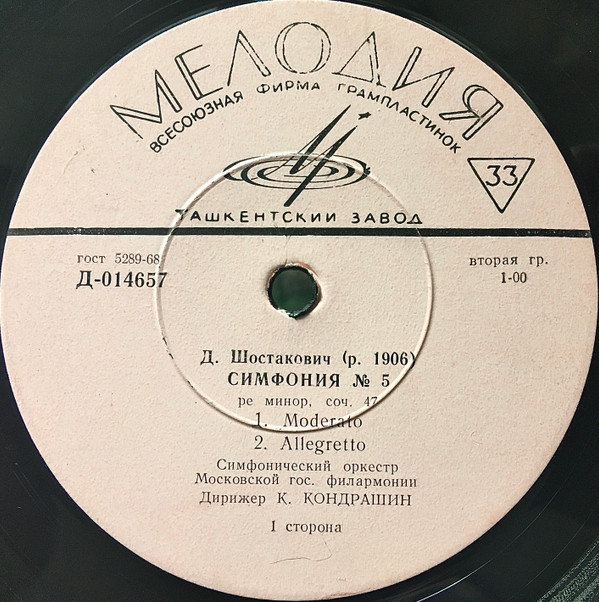 МЕЛОДИЯ
ВСЕСОЮЗНАЯ ФИРМА ГРАМПЛАСТИНОК
33
ТАШКЕНТСКИЙ ЗАВОД
гост 5289-68
вторая гр.
Д-014657
1-00
Д. Шостакович (р. 1906)
СИМФОНИЯ № 5
ре минор, соч. 47
1. Moderato
2. Allegretto
Симфонический оркестр
Московской гос. филармонии
Дирижер К. КОНДРАШИН
I сторона